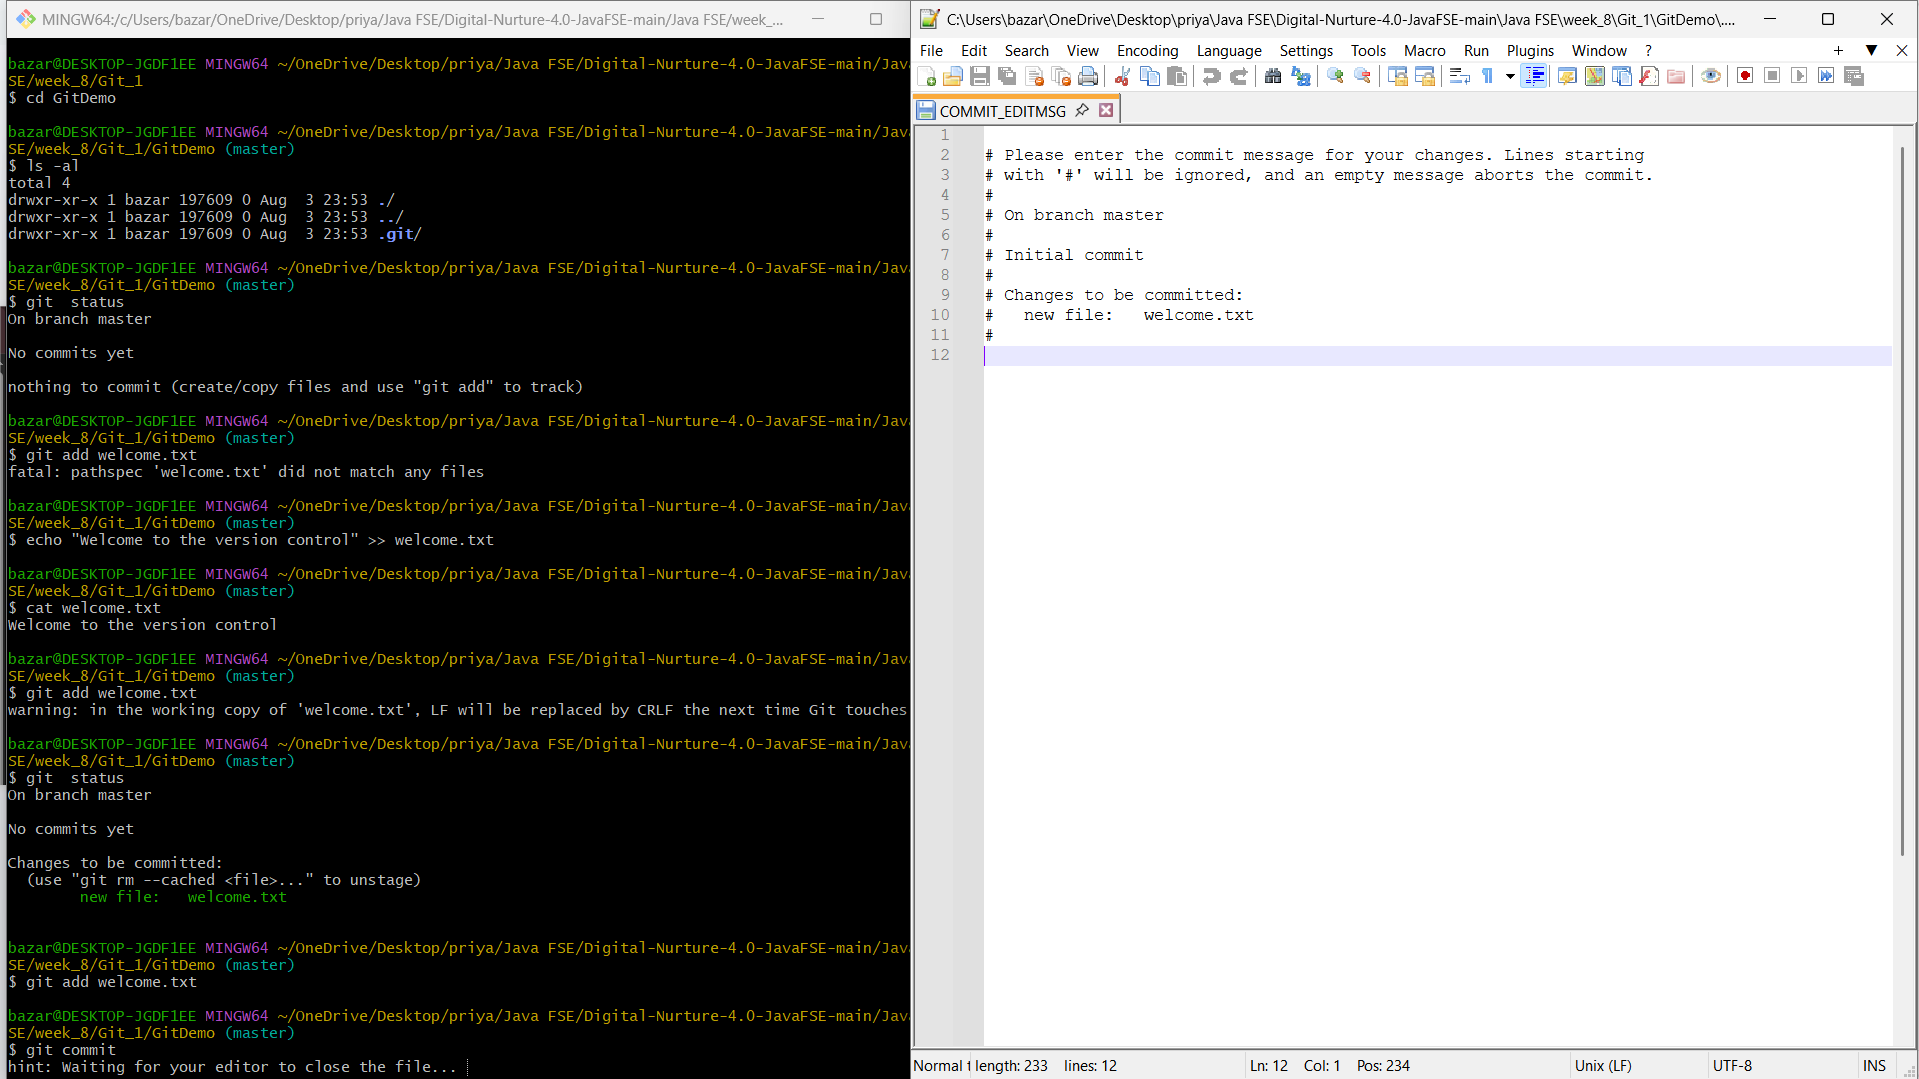 MINGW64:/c/Users/bazar/OneDrive/Desktop/priya/Java FSE/Digital-Nurture-4.0-JavaFSE-main/Java FSE/week_...
bazar@DESKTOP-JGDF1EE MINGW64 ~/OneDrive/Desktop/priya/Java FSE/Digital-Nurture-4.0-JavaFSE-main/Jav
SE/week_8/Git_1
$ cd GitDemo
bazar@DESKTOP-JGDF1EE MINGW64 ~/OneDrive/Desktop/priya/Java FSE/Digital-Nurture-4.0-JavaFSE-main/Jav
SE/week_8/Git_1/GitDemo (master)
$ ls -al
total 4
drwxr-xr-x 1 bazar 197609 0 Aug  3 23:53 ./
drwxr-xr-x 1 bazar 197609 0 Aug  3 23:53 ../
drwxr-xr-x 1 bazar 197609 0 Aug  3 23:53 .git/
bazar@DESKTOP-JGDF1EE MINGW64 ~/OneDrive/Desktop/priya/Java FSE/Digital-Nurture-4.0-JavaFSE-main/Jav
SE/week_8/Git_1/GitDemo (master)
$ git  status
On branch master
No commits yet
nothing to commit (create/copy files and use "git add" to track)
bazar@DESKTOP-JGDF1EE MINGW64 ~/OneDrive/Desktop/priya/Java FSE/Digital-Nurture-4.0-JavaFSE-main/Jav
SE/week_8/Git_1/GitDemo (master)
$ git add welcome.txt
fatal: pathspec 'welcome.txt' did not match any files
bazar@DESKTOP-JGDF1EE MINGW64 ~/OneDrive/Desktop/priya/Java FSE/Digital-Nurture-4.0-JavaFSE-main/Jav
SE/week_8/Git_1/GitDemo (master)
$ echo "Welcome to the version control" >> welcome.txt
bazar@DESKTOP-JGDF1EE MINGW64 ~/OneDrive/Desktop/priya/Java FSE/Digital-Nurture-4.0-JavaFSE-main/Jav
SE/week_8/Git_1/GitDemo (master)
$ cat welcome.txt
Welcome to the version control
bazar@DESKTOP-JGDF1EE MINGW64 ~/OneDrive/Desktop/priya/Java FSE/Digital-Nurture-4.0-JavaFSE-main/Jav
SE/week_8/Git_1/GitDemo (master)
$ git add welcome.txt
warning: in the working copy of 'welcome.txt', LF will be replaced by CRLF the next time Git touches
bazar@DESKTOP-JGDF1EE MINGW64 ~/OneDrive/Desktop/priya/Java FSE/Digital-Nurture-4.0-JavaFSE-main/Jav
SE/week_8/Git_1/GitDemo (master)
$ git  status
On branch master
No commits yet
Changes to be committed:
  (use "git rm --cached <file>..." to unstage)
        new file:   welcome.txt
bazar@DESKTOP-JGDF1EE MINGW64 ~/OneDrive/Desktop/priya/Java FSE/Digital-Nurture-4.0-JavaFSE-main/Jav
SE/week_8/Git_1/GitDemo (master)
$ git add welcome.txt
bazar@DESKTOP-JGDF1EE MINGW64 ~/OneDrive/Desktop/priya/Java FSE/Digital-Nurture-4.0-JavaFSE-main/Jav
SE/week_8/Git_1/GitDemo (master)
$ git commit
hint: Waiting for your editor to close the file...
C:\Users\bazar\OneDrive\Desktop\priya\Java FSE\Digital-Nurture-4.0-JavaFSE-main\Java FSE\week_8\Git_1\GitDemo\....
File Edit Search View Encoding Language Settings Tools Macro Run Plugins Window ?
COMMIT_EDITMSG
1
2 # Please enter the commit message for your changes. Lines starting
3 # with '#' will be ignored, and an empty message aborts the commit.
4 #
5 # On branch master
6 #
7 # Initial commit
8 #
9 # Changes to be committed:
10 #   new file:   welcome.txt
11 #
12
Normal t length: 233 lines: 12 Ln: 12 Col: 1 Pos: 234 Unix (LF) UTF-8 INS